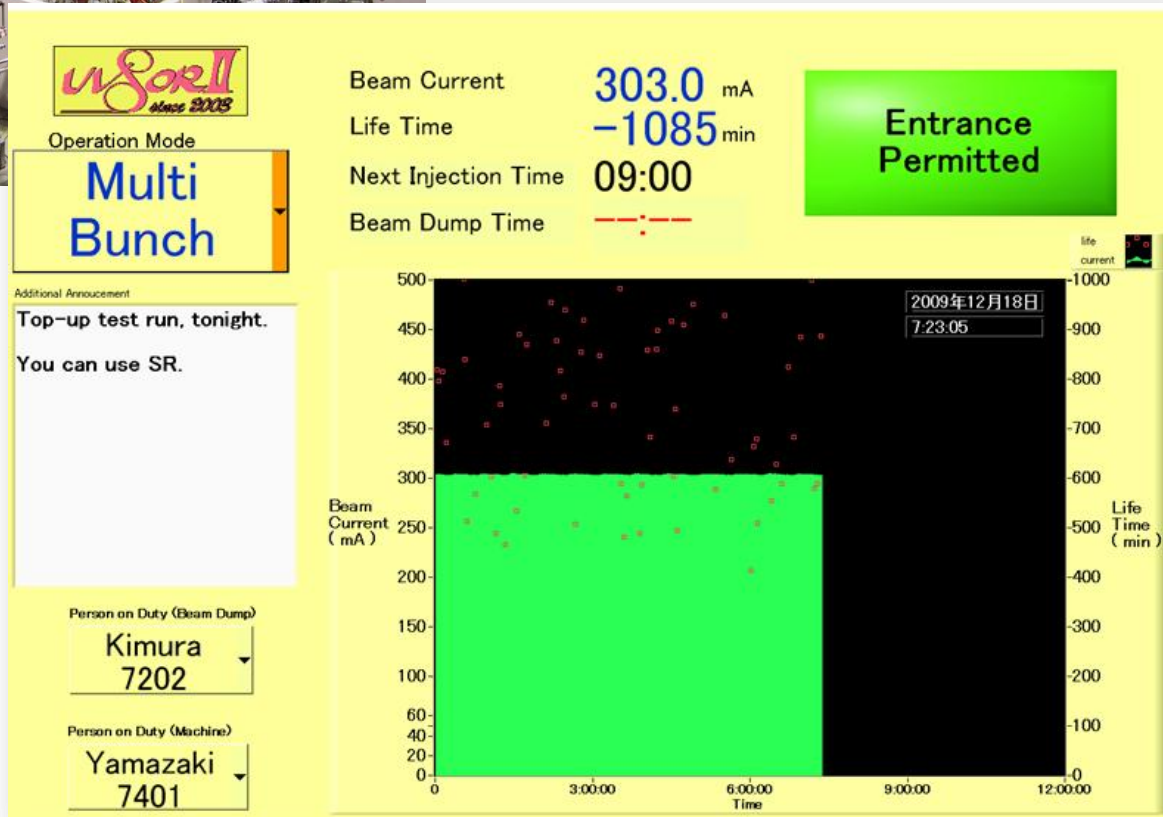 UVSOR II
since 2003
Operation Mode
Multi
Bunch
Beam Current 303.0 mA
Life Time -1085 min
Next Injection Time 09:00
Beam Dump Time --:--
Entrance
Permitted
life
current
Additional Annoucement
Top-up test run, tonight.
You can use SR.
Person on Duty (Beam Dump)
Kimura
7202
Person on Duty (Machine)
Yamazaki
7401
2009年12月18日
7:23:05
Beam
Current
( mA )
500
450
400
350
300
250
200
150
100
60
40
20
0
1000
900
800
700
600
500
400
300
200
100
0
Life
Time
( min )
0 3:00:00 6:00:00 9:00:00 12:00:00
Time